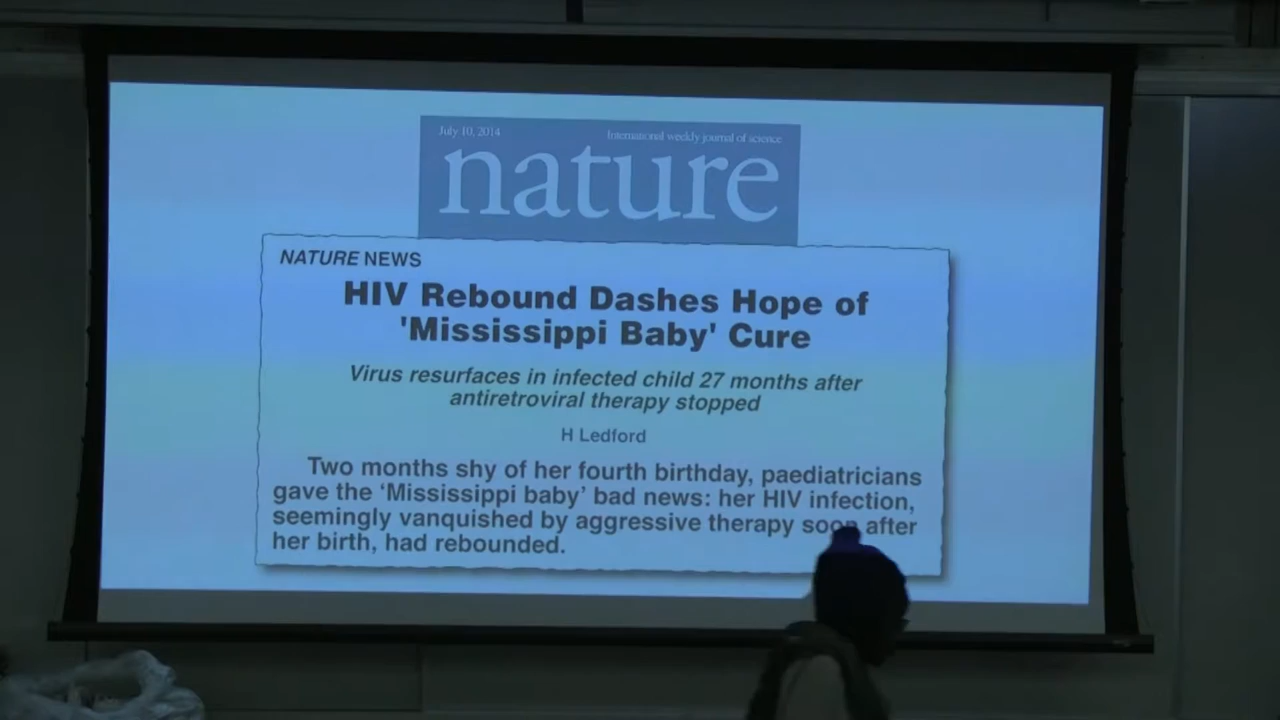 July 10, 2014
International weekly journal of science
nature
NATURE NEWS
HIV Rebound Dashes Hope of
'Mississippi Baby' Cure
Virus resurfaces in infected child 27 months after
antiretroviral therapy stopped
H Ledford
Two months shy of her fourth birthday, paediatricians
gave the ‘Mississippi baby’ bad news: her HIV infection,
seemingly vanquished by aggressive therapy soon after
her birth, had rebounded.